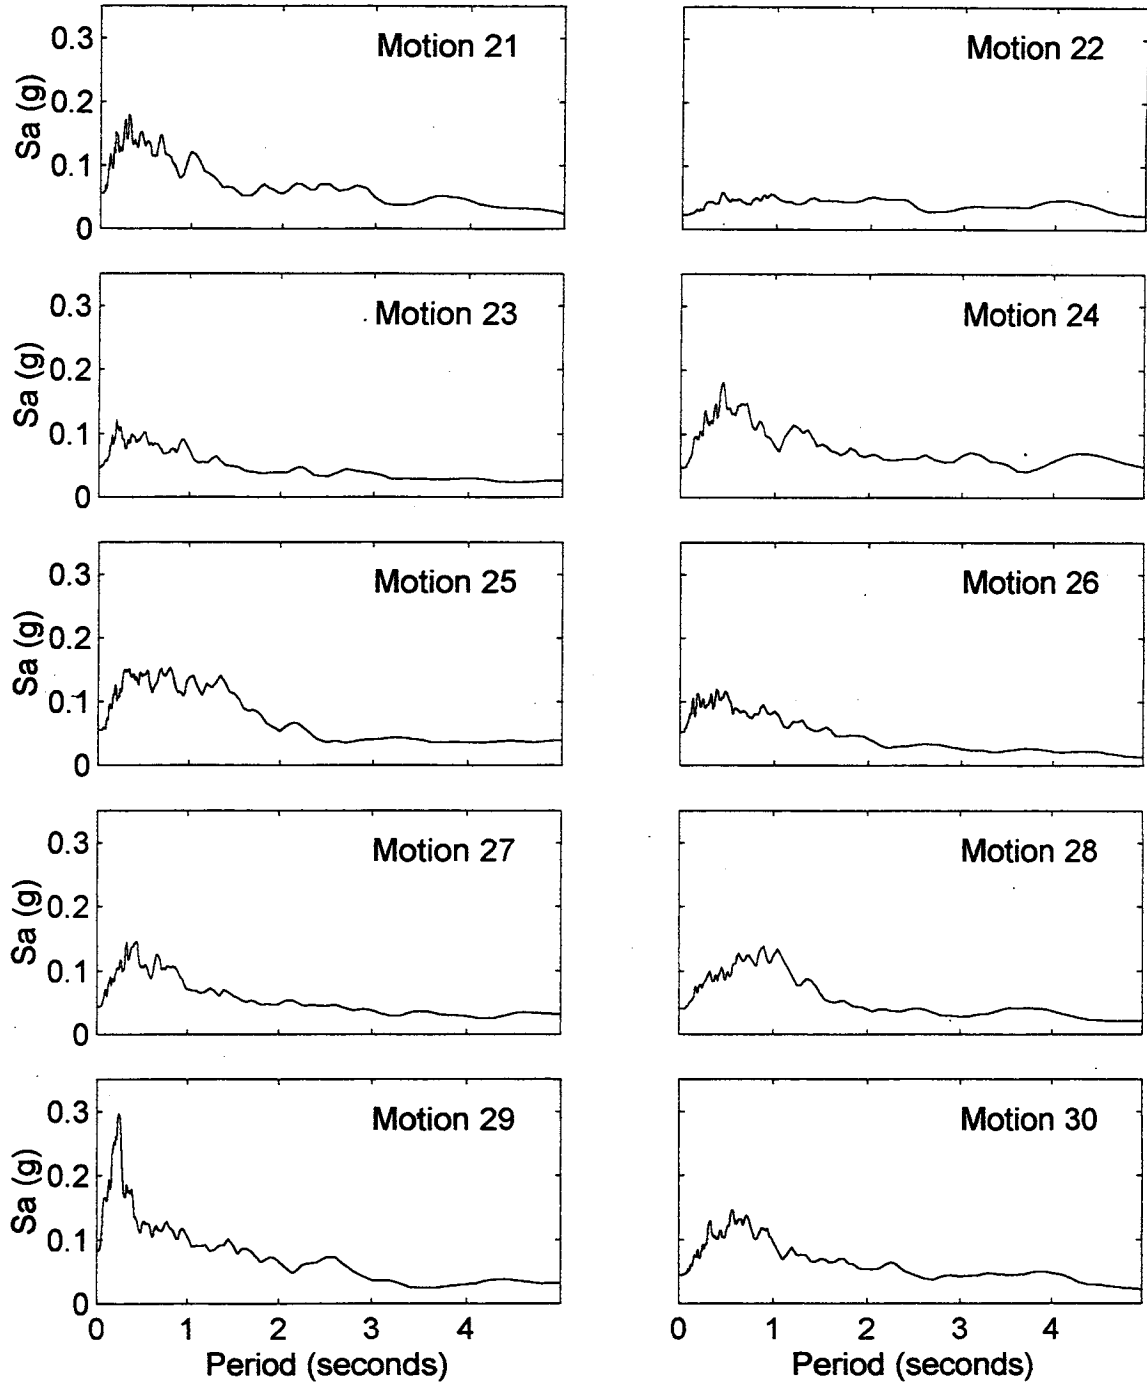 0.3
Motion 21
Motion 22
Sa (g)
0.2
0.1
0
0.3
Motion 23
Motion 24
Sa (g)
0.2
0.1
0
0.3
Motion 25
Motion 26
Sa (g)
0.2
0.1
0
0.3
Motion 27
Motion 28
Sa (g)
0.2
0.1
0
0.3
Motion 29
Motion 30
Sa (g)
0.2
0.1
0
0 1 2 3 4
0 1 2 3 4
Period (seconds)
Period (seconds)